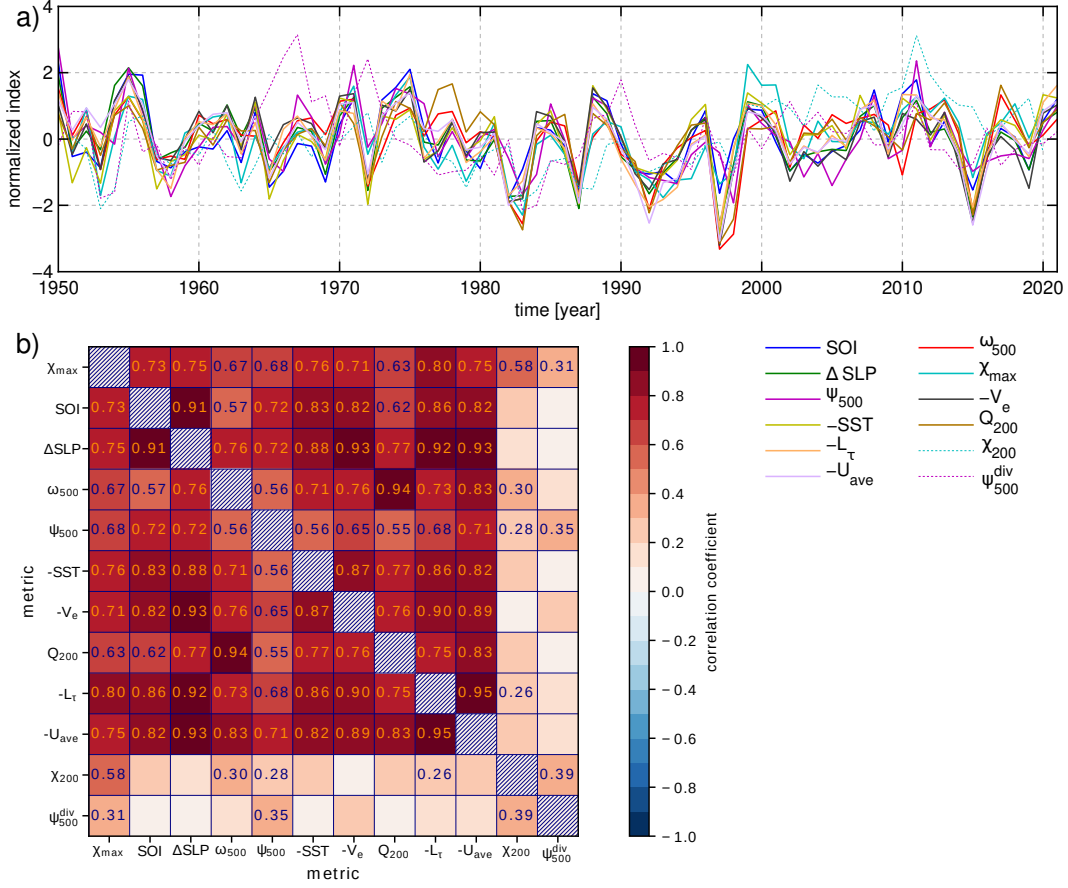 a)
normalized index
4
2
0
−2
−4
1950 1960 1970 1980 1990 2000 2010 2020
time [year]
b)
metric
χmax 0.73 0.75 0.67 0.68 0.76 0.71 0.63 0.80 0.75 0.58 0.31
SOI 0.73 0.91 0.57 0.72 0.83 0.82 0.62 0.86 0.82
ΔSLP 0.75 0.91 0.76 0.72 0.88 0.93 0.77 0.92 0.93
ω500 0.67 0.57 0.76 0.56 0.71 0.76 0.94 0.73 0.83 0.30
ψ500 0.68 0.72 0.72 0.56 0.56 0.65 0.55 0.68 0.71 0.28 0.35
-SST 0.76 0.83 0.88 0.71 0.56 0.87 0.77 0.86 0.82
-Ve 0.71 0.82 0.93 0.76 0.65 0.87 0.76 0.90 0.89
Q200 0.63 0.62 0.77 0.94 0.55 0.77 0.76 0.75 0.83
-Lτ 0.80 0.86 0.92 0.73 0.68 0.86 0.90 0.75 0.95 0.26
-Uave 0.75 0.82 0.93 0.83 0.71 0.82 0.89 0.83 0.95
χ200 0.58 0.30 0.28 0.26 0.39
ψ500div 0.31 0.35 0.39
χmax SOI ΔSLP ω500 ψ500 -SST -Ve Q200 -Lτ -Uave χ200 ψ500div
metric
1.0
0.8
0.6
0.4
0.2
0.0
−0.2
−0.4
−0.6
−0.8
−1.0
correlation coefficient
SOI
Δ SLP
ψ500
−SST
−Lτ
−Uave
ω500
χmax
−Ve
Q200
χ200
ψ500div